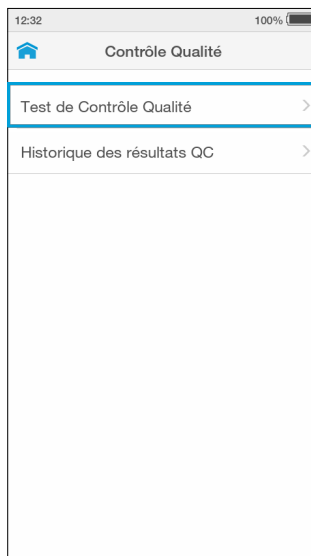 12:32 100%
Contrôle Qualité
Test de Contrôle Qualité
Historique des résultats QC